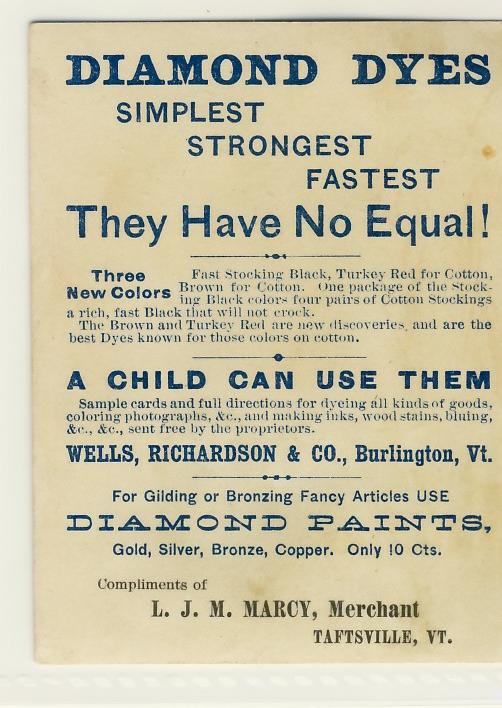 DIAMOND DYES
SIMPLEST
STRONGEST
FASTEST
They Have No Equal!
Three New Colors
Fast Stocking Black, Turkey Red for Cotton,
Brown for Cotton. One package of the Stock-
ing Black colors four pairs of Cotton Stockings
a rich, fast Black that will not crock.
The Brown and Turkey Red are new discoveries, and are the
best Dyes known for those colors on cotton.
A CHILD CAN USE THEM
Sample cards and full directions for dyeing all kinds of goods,
coloring photographs, &c., and making inks, wood stains, bluing,
&c., &c., sent free by the proprietors.
WELLS, RICHARDSON & CO., Burlington, Vt.
For Gilding or Bronzing Fancy Articles USE
DIAMOND PAINTS,
Gold, Silver, Bronze, Copper. Only 10 Cts.
Compliments of
L. J. M. MARCY, Merchant
TAFTSVILLE, VT.